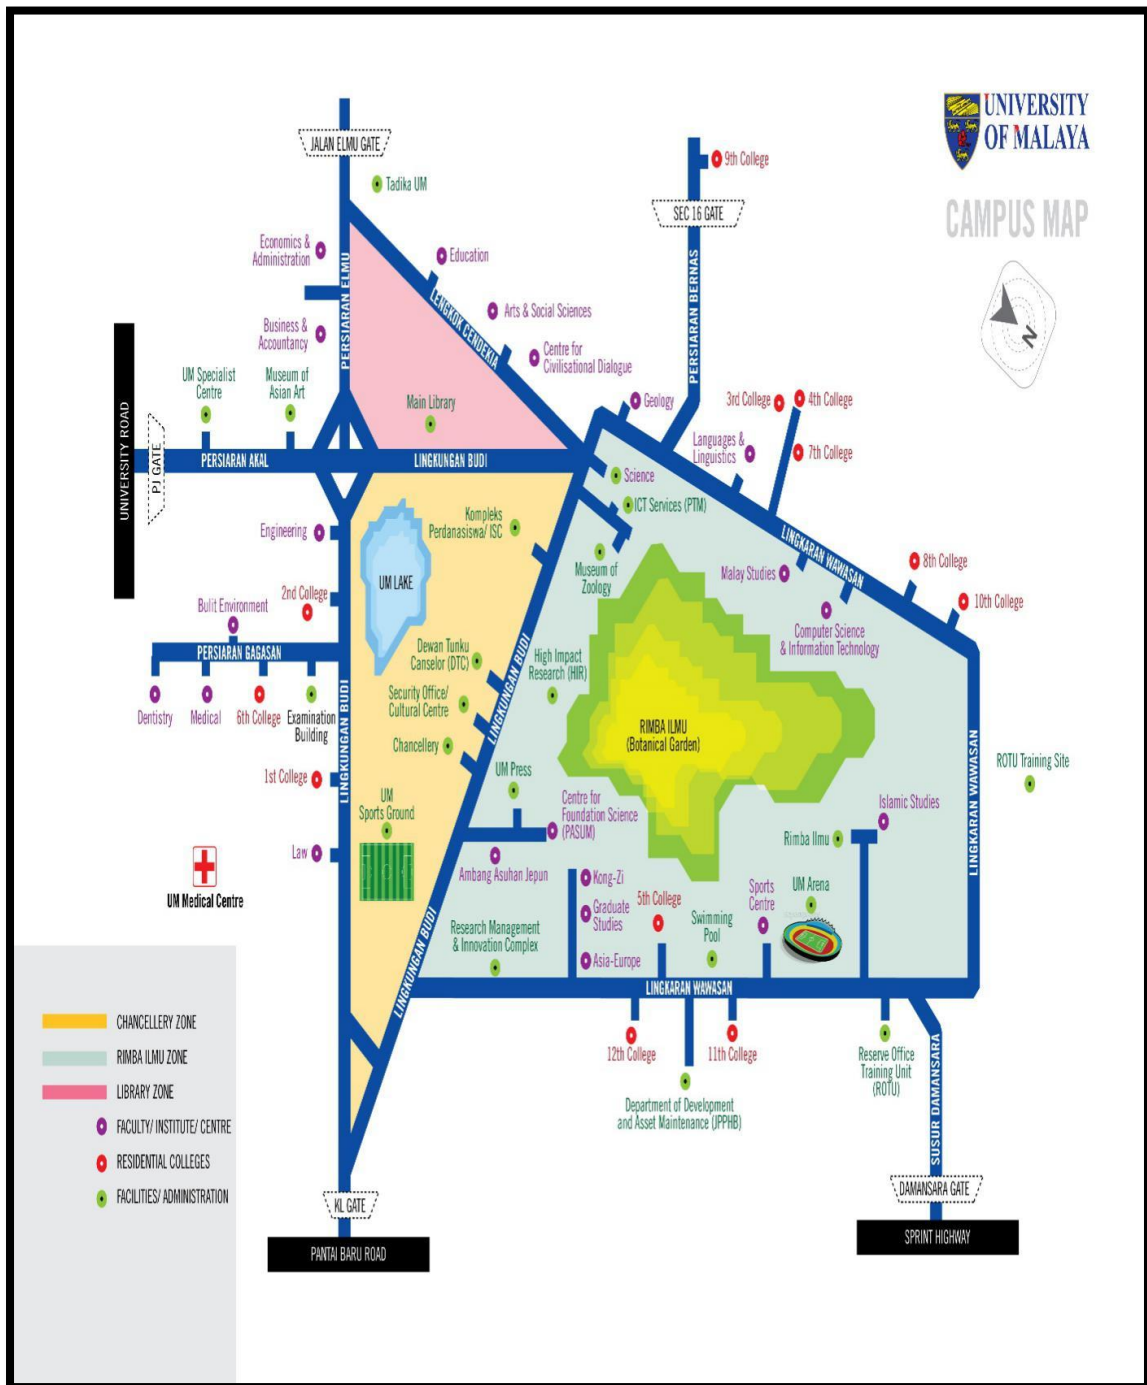 UNIVERSITY
OF MALAYA
CAMPUS MAP
N
JALAN ELMU GATE
Tadika UM
9th College
SEC 16 GATE
Economics &
Administration
Education
PERSIARAN ELMU
LENGKOK CENDEKIA
PERSIARAN BERNAS
Arts & Social Sciences
Business &
Accountancy
Centre for
Civilisational Dialogue
UM Specialist
Centre
Museum of
Asian Art
Main Library
Geology
3rd College
4th College
Languages &
Linguistics
7th College
UNIVERSITY ROAD
PJ GATE
PERSIARAN AKAL
LINGKUNGAN BUDI
Science
ICT Services (PTM)
Kompleks
Perdanasiswa/ ISC
Engineering
LINGKARAN WAWASAN
UM LAKE
Museum of
Zoology
Malay Studies
8th College
2nd College
10th College
Bulit Environment
Computer Science
& Information Technology
PERSIARAN GAGASAN
Dewan Tunku
Canselor (DTC)
LINGKUNGAN BUDI
High Impact
Research (HIR)
Security Office/
Cultural Centre
Dentistry
Medical
6th College
Examination
Building
LINGKUNGAN BUDI
RIMBA ILMU
(Botanical Garden)
Chancellery
LINGKARAN WAWASAN
ROTU Training Site
1st College
UM Press
UM
Sports Ground
Centre for
Foundation Science
(PASUM)
Islamic Studies
Rimba Ilmu
Law
Ambang Asuhan Jepun
Kong-Zi
UM Medical Centre
Graduate
Studies
5th College
Sports
Centre
UM Arena
LINGKUNGAN BUDI
Research Management
& Innovation Complex
Swimming
Pool
Asia-Europe
LINGKARAN WAWASAN
12th College
11th College
Reserve Office
Training Unit
(ROTU)
SUSUR DAMANSARA
Department of Development
and Asset Maintenance (JPPHB)
CHANCELLERY ZONE
RIMBA ILMU ZONE
LIBRARY ZONE
FACULTY/ INSTITUTE/ CENTRE
RESIDENTIAL COLLEGES
FACILITIES/ ADMINISTRATION
KL GATE
DAMANSARA GATE
PANTAI BARU ROAD
SPRINT HIGHWAY